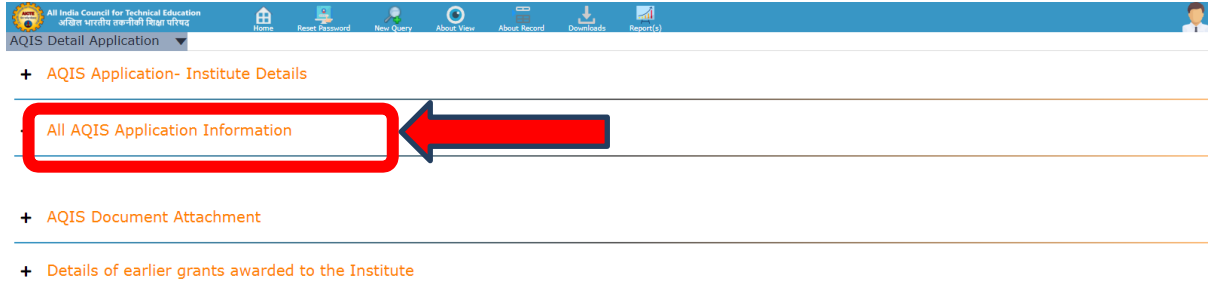 All India Council for Technical Education
अखिल भारतीय तकनीकी शिक्षा परिषद
Home Reset Password New Query About View About Record Downloads Report(s)
AQIS Detail Application
+ AQIS Application- Institute Details
All AQIS Application Information
+ AQIS Document Attachment
+ Details of earlier grants awarded to the Institute